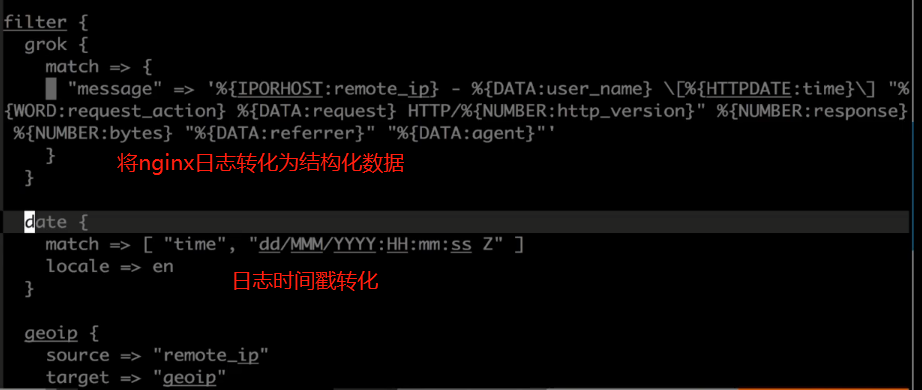 filter {
grok {
match => {
"message" => '%{IPORHOST:remote_ip} - %{DATA:user_name} \[%{HTTPDATE:time}\] "%
{WORD:request_action} %{DATA:request} HTTP/%{NUMBER:http_version}" %{NUMBER:response}
%{NUMBER:bytes} "%{DATA:referrer}" "%{DATA:agent}"'
}
将nginx日志转化为结构化数据
}
date {
match => [ "time", "dd/MMM/YYYY:HH:mm:ss Z" ]
locale => en
日志时间戳转化
}
geoip {
source => "remote_ip"
target => "geoip"